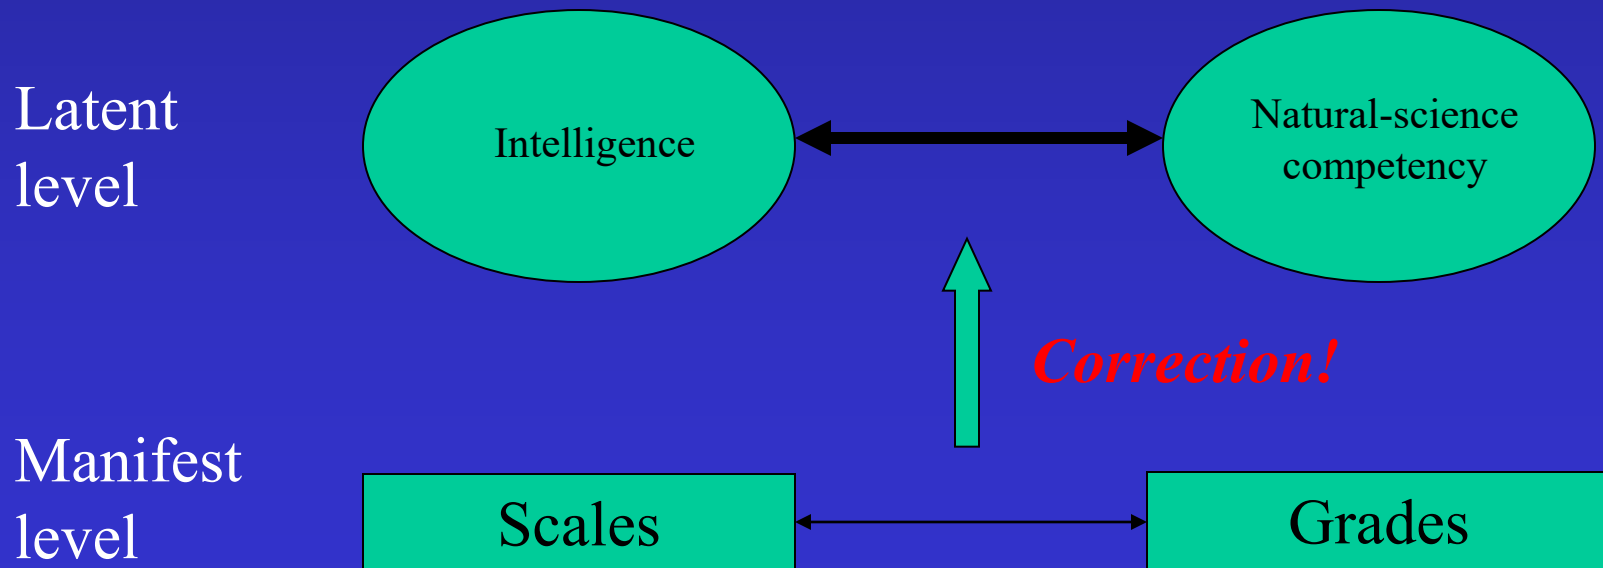 Latent
level
Intelligence
Natural-science
competency
Correction!
Manifest
level
Scales
Grades